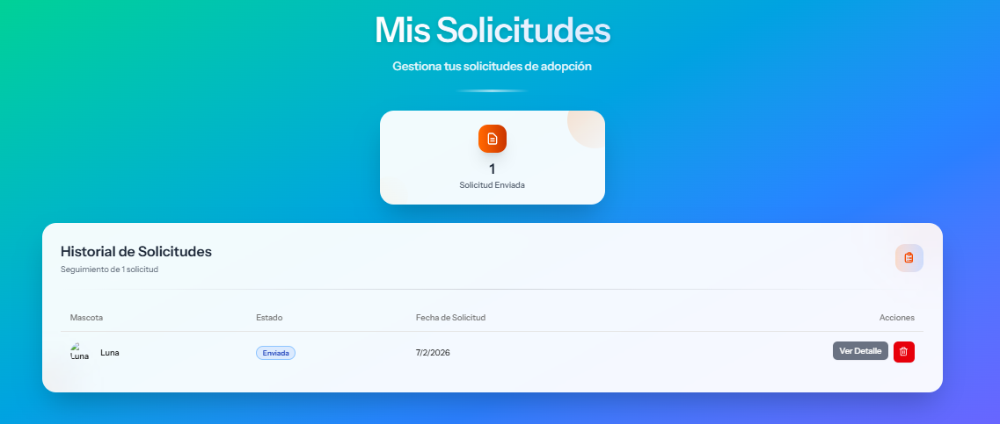 Mis Solicitudes
Gestiona tus solicitudes de adopción
1
Solicitud Enviada
Historial de Solicitudes
Seguimiento de 1 solicitud
Mascota Estado Fecha de Solicitud Acciones
Luna Luna Enviada 7/2/2026 Ver Detalle